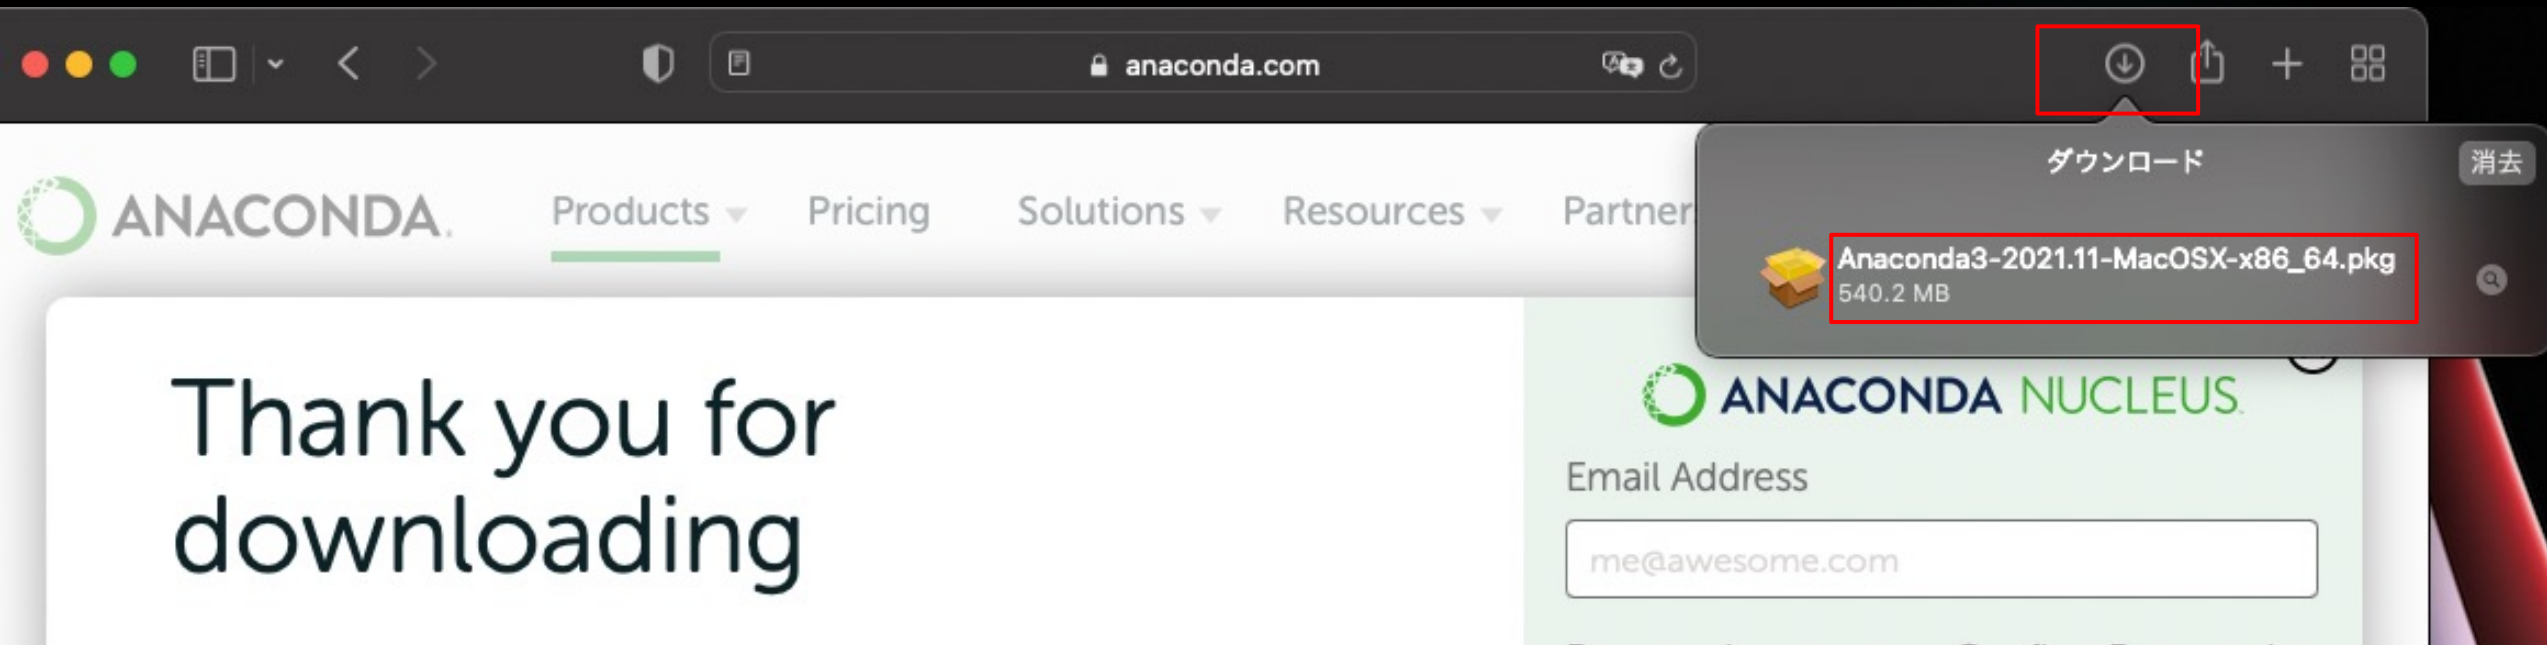 anaconda.com
ダウンロード
消去
ANACONDA.
Products
Pricing
Solutions
Resources
Partner
Anaconda3-2021.11-MacOSX-x86_64.pkg
540.2 MB
Thank you for
downloading
ANACONDA NUCLEUS
Email Address
me@awesome.com